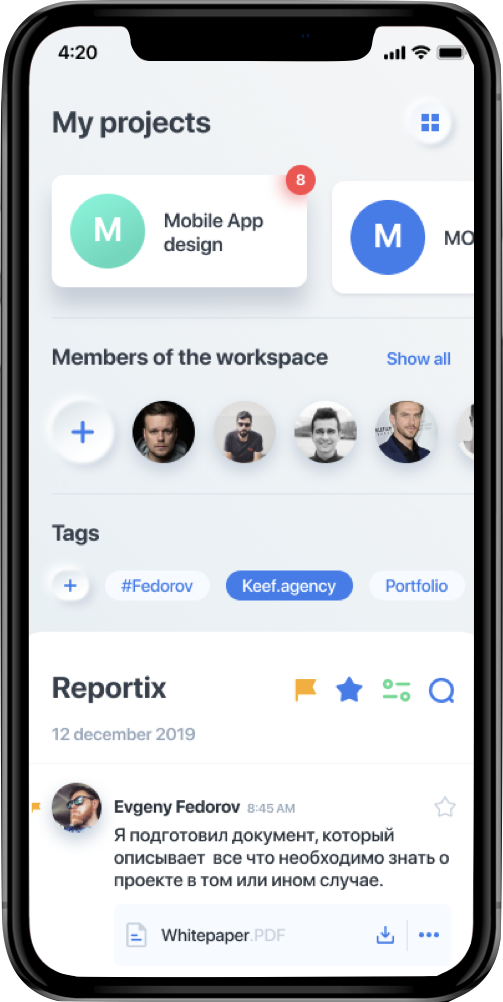 4:20
My projects
8
M
Mobile App
design
M
MO
Members of the workspace
Show all
Tags
#Fedorov
Keef.agency
Portfolio
Reportix
12 december 2019
Evgeny Fedorov 8:45 AM
Я подготовил документ, который
описывает все что необходимо знать о
проекте в том или ином случае.
Whitepaper.PDF